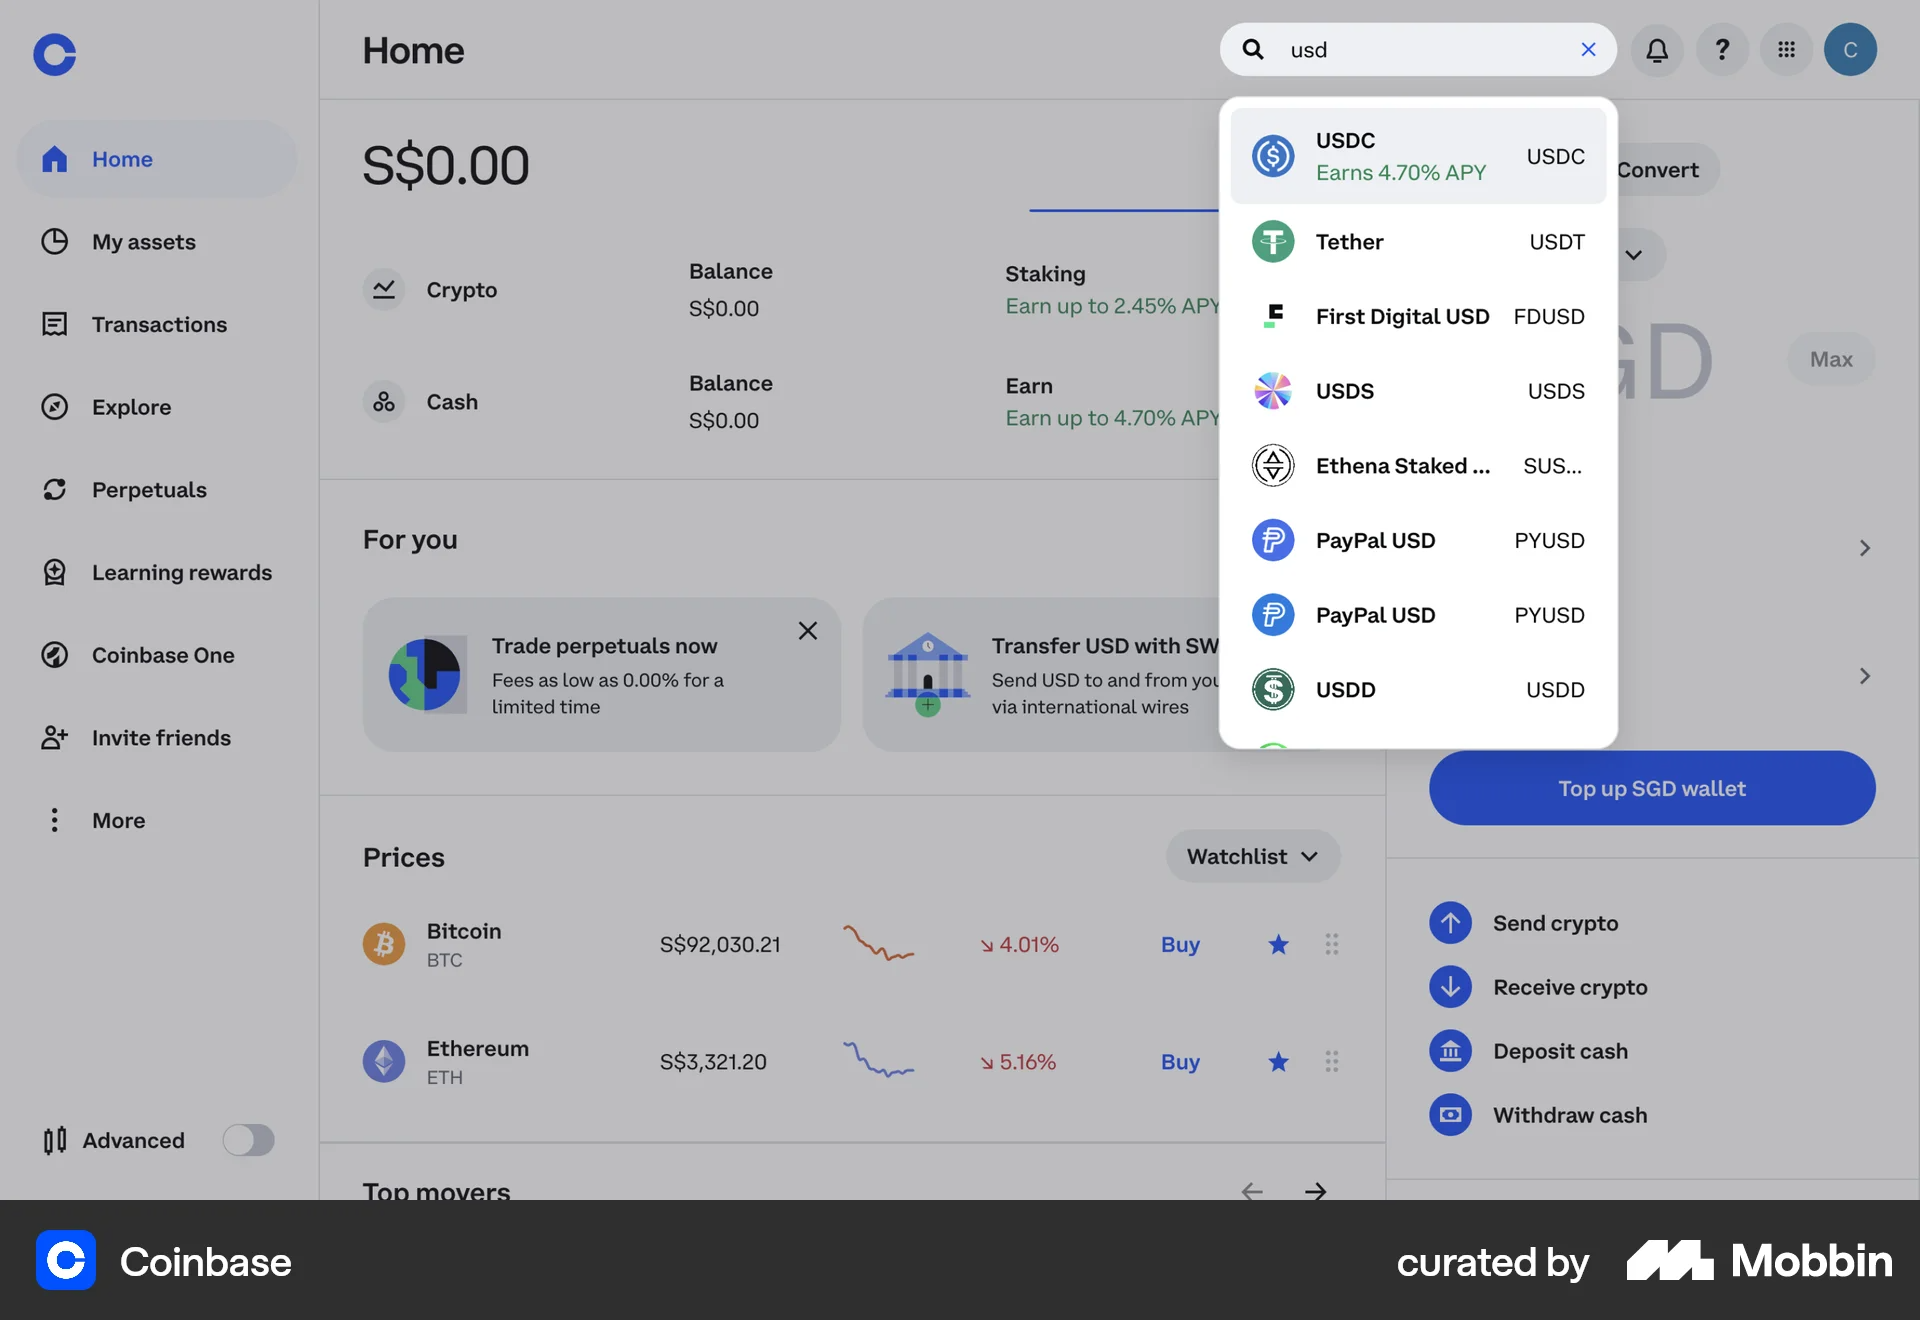 Home
usd
C
Home
My assets
Transactions
Explore
Perpetuals
Learning rewards
Coinbase One
Invite friends
More
Advanced
S$0.00
Crypto
Balance
S$0.00
Staking
Earn up to 2.45% APY
Cash
Balance
S$0.00
Earn
Earn up to 4.70% APY
For you
Trade perpetuals now
Fees as low as 0.00% for a
limited time
Transfer USD with SW
Send USD to and from you
via international wires
USDC
Earns 4.70% APY
USDC
Tether
USDT
First Digital USD
FDUSD
USDS
USDS
Ethena Staked ...
SUS...
PayPal USD
PYUSD
PayPal USD
PYUSD
USDD
USDD
Convert
GD
Max
Top up SGD wallet
Prices
Watchlist
Bitcoin
BTC
S$92,030.21
↘ 4.01%
Buy
Ethereum
ETH
S$3,321.20
↘ 5.16%
Buy
Top movers
Send crypto
Receive crypto
Deposit cash
Withdraw cash
Coinbase
curated by
Mobbin